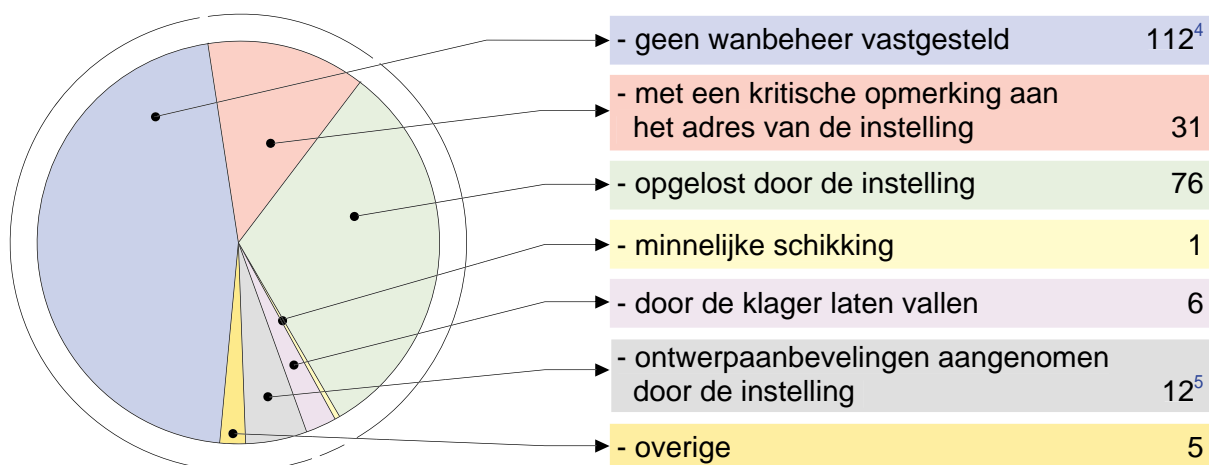 - geen wanbeheer vastgesteld 112⁴
- met een kritische opmerking aan
het adres van de instelling 31
- opgelost door de instelling 76
- minnelijke schikking 1
- door de klager laten vallen 6
- ontwerpaanbevelingen aangenomen
door de instelling 12⁵
- overige 5